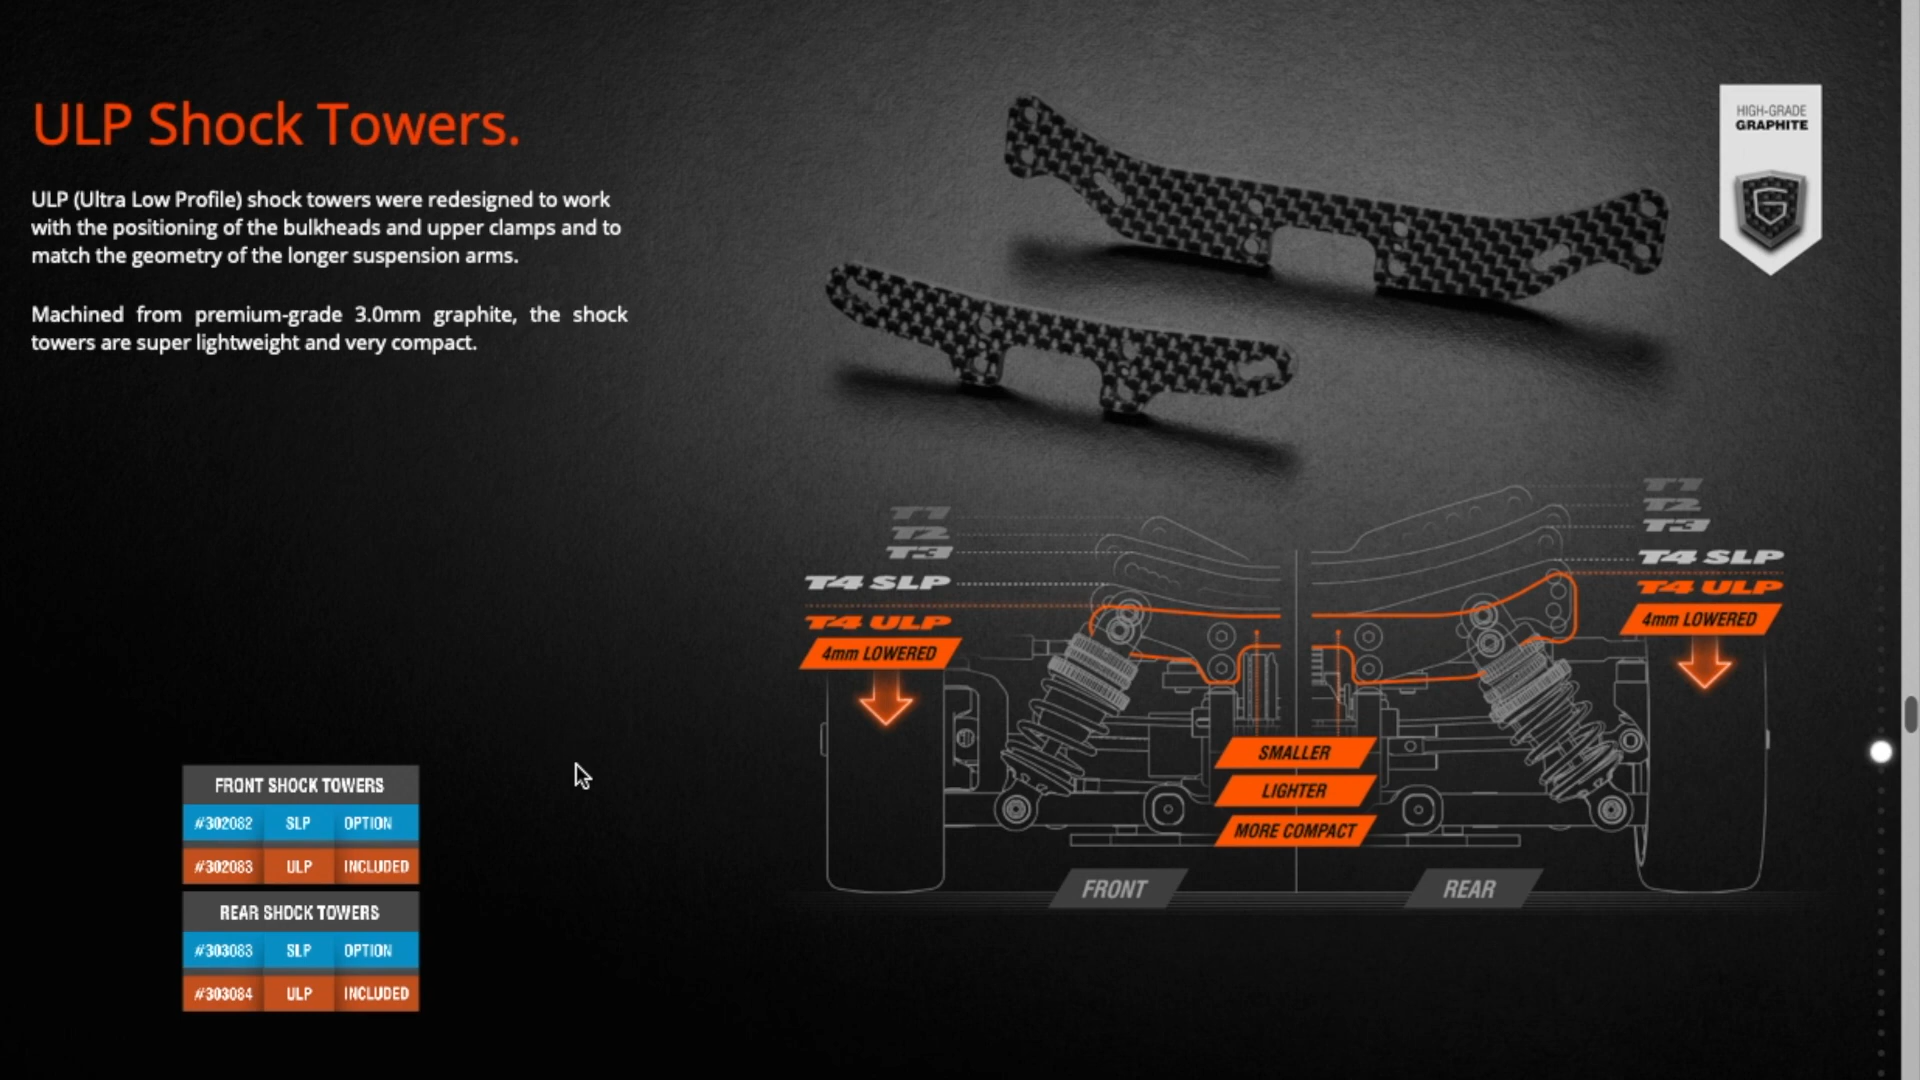 ULP Shock Towers.
ULP (Ultra Low Profile) shock towers were redesigned to work
with the positioning of the bulkheads and upper clamps and to
match the geometry of the longer suspension arms.
Machined from premium-grade 3.0mm graphite, the shock
towers are super lightweight and very compact.
HIGH-GRADE
GRAPHITE
G
T1
T2
T3
T4 SLP
T4 ULP
4mm LOWERED
T1
T2
T3
T4 SLP
T4 ULP
4mm LOWERED
SMALLER
LIGHTER
MORE COMPACT
FRONT
REAR
FRONT SHOCK TOWERS
#302082 SLP OPTION
#302083 ULP INCLUDED
REAR SHOCK TOWERS
#303083 SLP OPTION
#303084 ULP INCLUDED